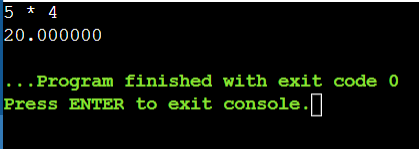 5 * 4
20.000000
...Program finished with exit code 0
Press ENTER to exit console.